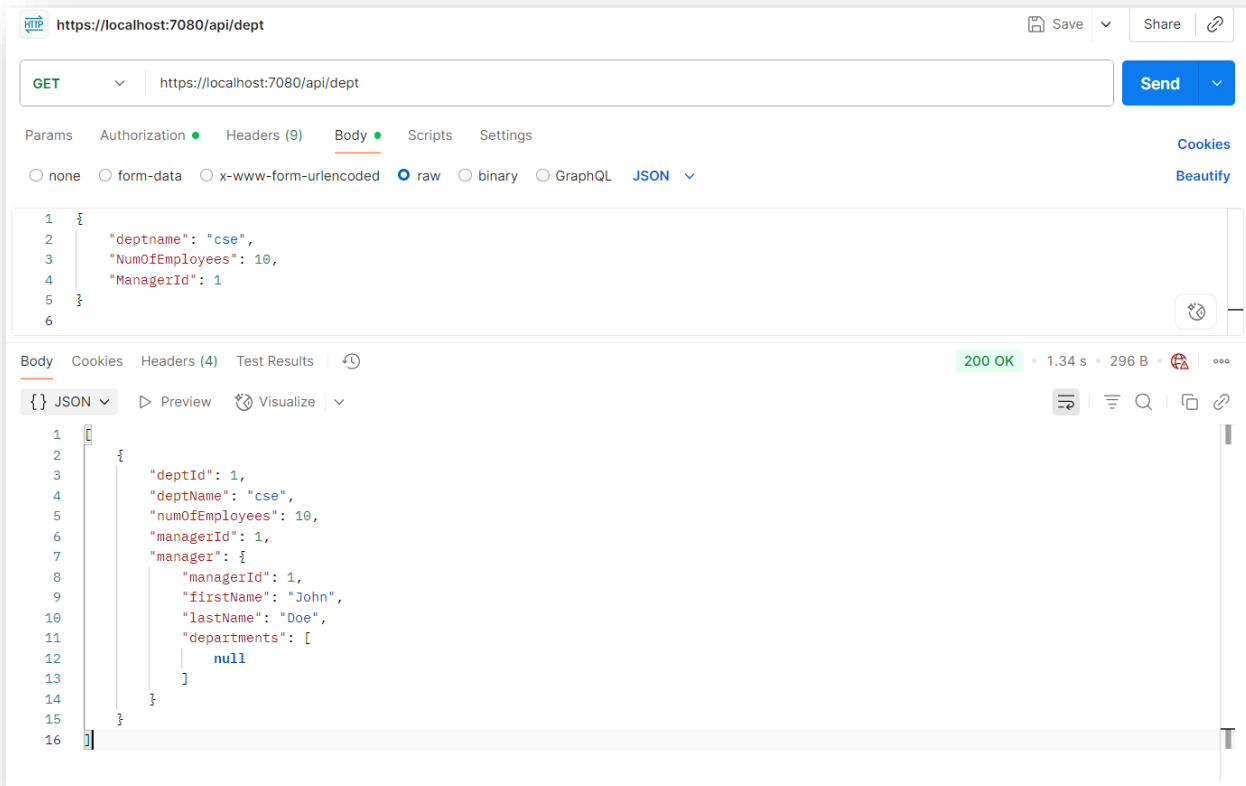 HTTP https://localhost:7080/api/dept Save Share
GET https://localhost:7080/api/dept Send
Params Authorization Headers (9) Body Scripts Settings Cookies
none form-data x-www-form-urlencoded raw binary GraphQL JSON Beautify
1 {
2 "deptname": "cse",
3 "NumOfEmployees": 10,
4 "ManagerId": 1
5 }
6
Body Cookies Headers (4) Test Results 200 OK • 1.34 s • 296 B •
{} JSON Preview Visualize
1 [
2 {
3 "deptId": 1,
4 "deptName": "cse",
5 "numOfEmployees": 10,
6 "managerId": 1,
7 "manager": {
8 "managerId": 1,
9 "firstName": "John",
10 "lastName": "Doe",
11 "departments": [
12 null
13 ]
14 }
15 }
16 ]